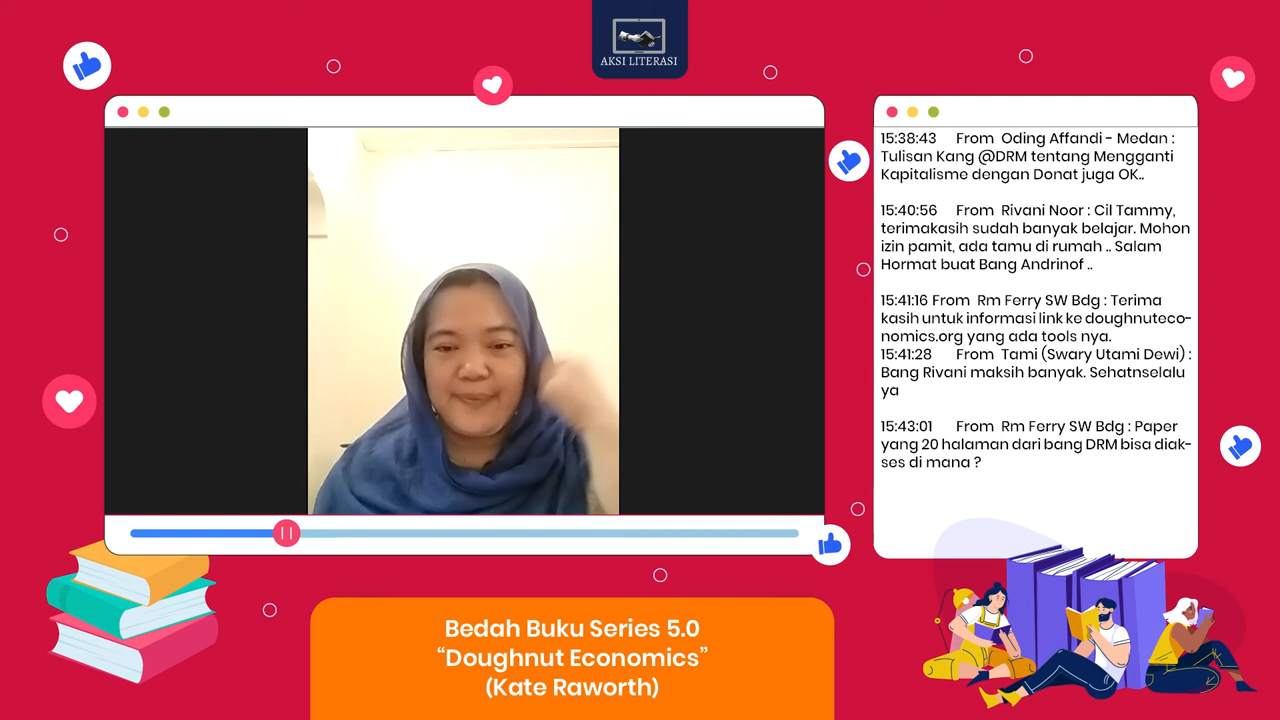 AKSI LITERASI
15:38:43 From Oding Affandi - Medan :
Tulisan Kang @DRM tentang Mengganti
Kapitalisme dengan Donat juga OK..
15:40:56 From Rivani Noor : Cil Tammy,
terimakasih sudah banyak belajar. Mohon
izin pamit, ada tamu di rumah .. Salam
Hormat buat Bang Andrinof ..
15:41:16 From Rm Ferry SW Bdg : Terima
kasih untuk informasi link ke doughnuteco-
nomics.org yang ada tools nya.
15:41:28 From Tami (Swary Utami Dewi) :
Bang Rivani maksih banyak. Sehatnselalu
ya
15:43:01 From Rm Ferry SW Bdg : Paper
yang 20 halaman dari bang DRM bisa diak-
ses di mana ?
Bedah Buku Series 5.0
“Doughnut Economics”
(Kate Raworth)